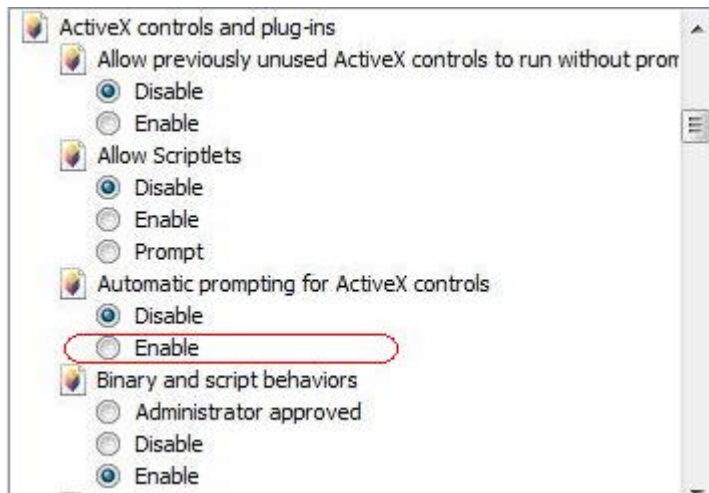 ActiveX controls and plug-ins
Allow previously unused ActiveX controls to run without
Disable
Enable
Allow Scriptlets
Disable
Enable
Prompt
Automatic prompting for ActiveX controls
Disable
Enable
Binary and script behaviors
Administrator approved
Disable
Enable